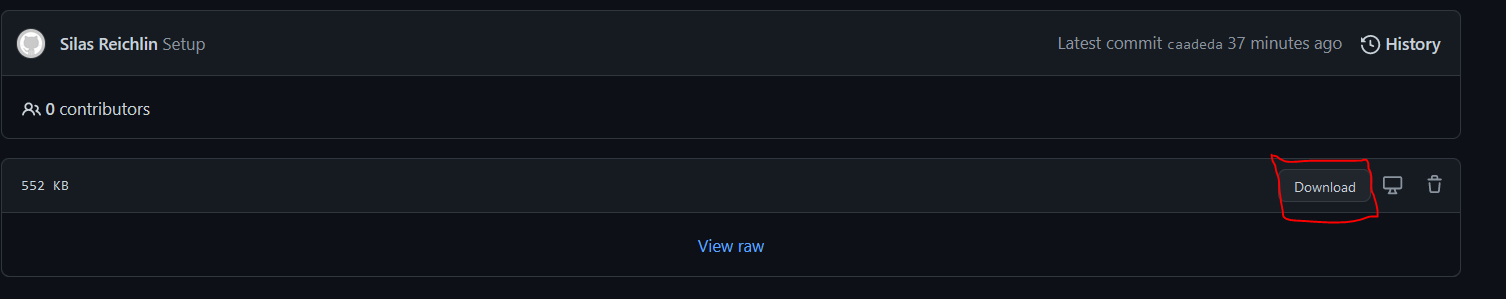 Silas Reichlin Setup Latest commit caadeda 37 minutes ago History
0 contributors
552 KB Download
View raw